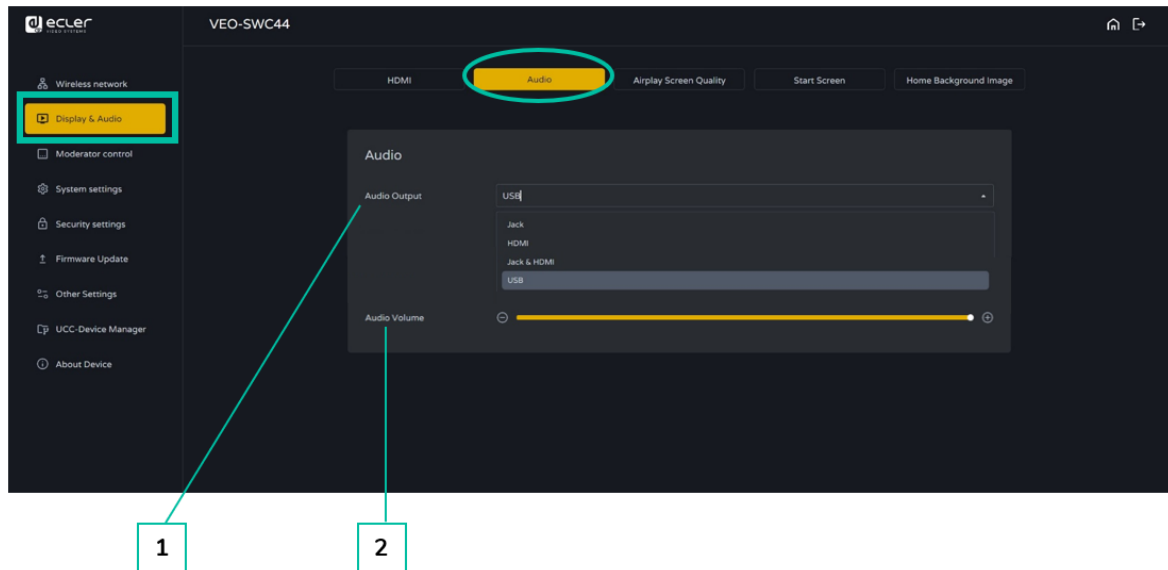 ecler
VIDEO SYSTEMS
VEO-SWC44
Wireless network
Display & Audio
Moderator control
System settings
Security settings
Firmware Update
Other Settings
UCC-Device Manager
About Device
HDMI
Audio
Airplay Screen Quality
Start Screen
Home Background Image
Audio
Audio Output
USB
Jack
HDMI
Jack & HDMI
USB
Audio Volume
1
2